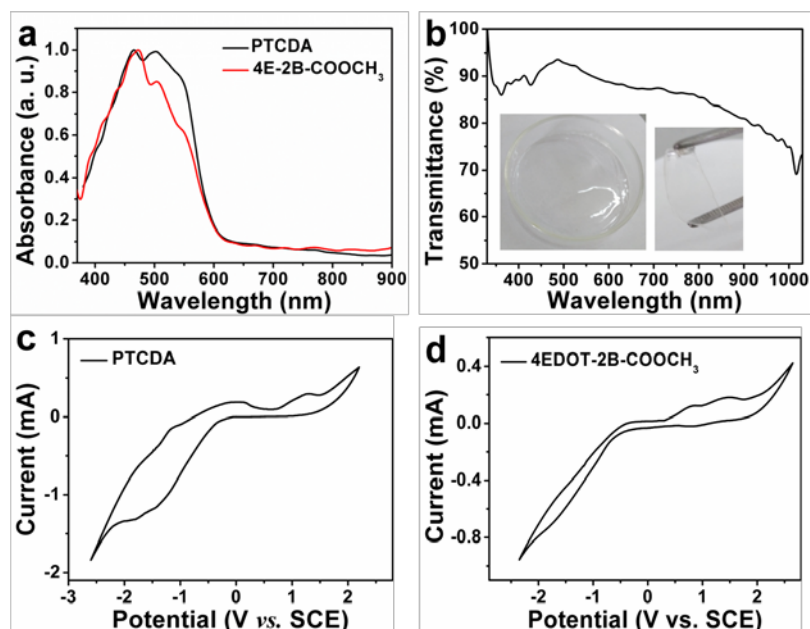 a
PTCDA
4E-2B-COOCH₃
Absorbance (a. u.)
1.0
0.8
0.6
0.4
0.2
0.0
400 500 600 700 800 900
Wavelength (nm)
b
Transmittance (%)
100
90
80
70
60
50
400 500 600 700 800 900 1000
Wavelength (nm)
c
PTCDA
Current (mA)
1
0
-1
-2
-3 -2 -1 0 1 2
Potential (V vs. SCE)
d
4EDOT-2B-COOCH₃
Current (mA)
0.4
0.0
-0.4
-0.8
-2 -1 0 1 2
Potential (V vs. SCE)